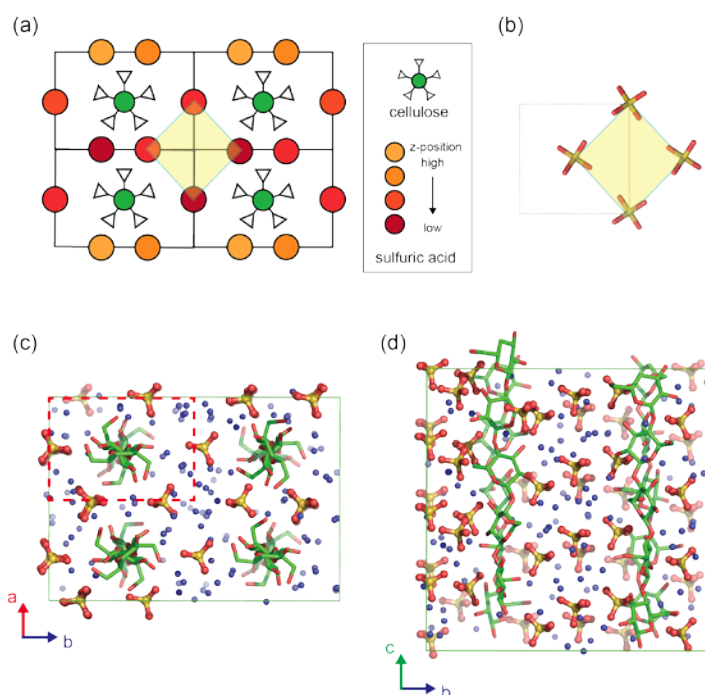 (a)
cellulose
z-position
high
low
sulfuric acid
(b)
(c)
a
b
(d)
c
b